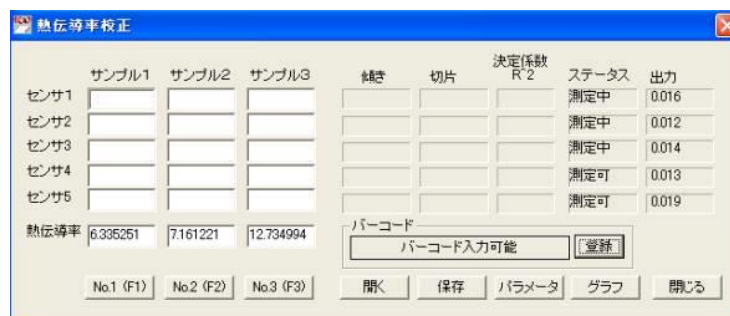 熱伝導率校正
サンプル1 サンプル2 サンプル3 傾き 切片 決定係数 R^2 ステータス 出力
センサ1 測定中 0.016
センサ2 測定中 0.012
センサ3 測定中 0.014
センサ4 測定可 0.013
センサ5 測定可 0.019
熱伝導率 6.335251 7.161221 12.734994
バーコード
バーコード入力可能 登録
No.1 (F1) No.2 (F2) No.3 (F3) 開く 保存 パラメータ グラフ 閉じる